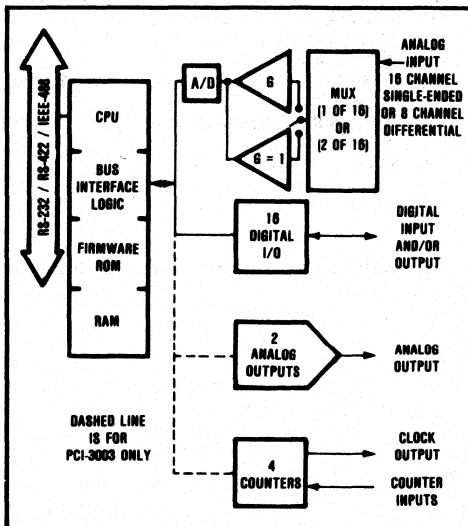 RS-232 / RS-422 / IEEE-488
CPU
BUS
INTERFACE
LOGIC
FIRMWARE
ROM
RAM
A/D
G
G = 1
MUX
(1 OF 16)
OR
(2 OF 16)
ANALOG
INPUT
16 CHANNEL
SINGLE-ENDED
OR 8 CHANNEL
DIFFERENTIAL
16
DIGITAL
I/O
DIGITAL
INPUT
AND/OR
OUTPUT
2
ANALOG
OUTPUTS
ANALOG
OUTPUT
DASHED LINE
IS FOR
PCI-3003 ONLY
4
COUNTERS
CLOCK
OUTPUT
COUNTER
INPUTS